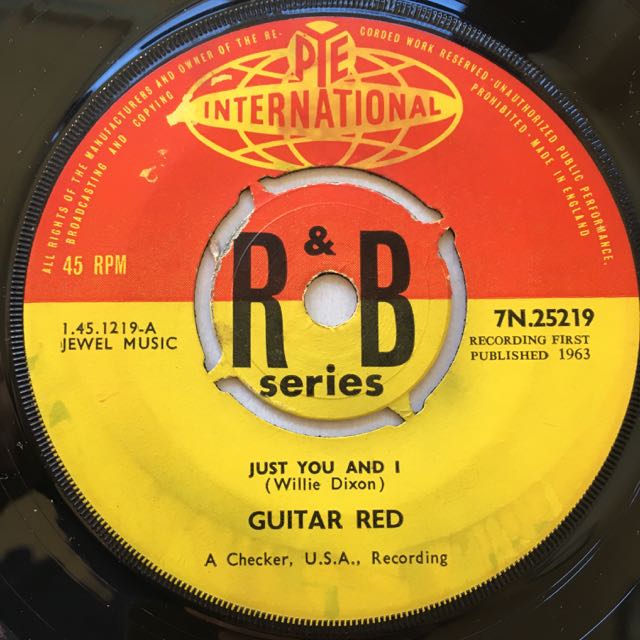 ALL RIGHTS OF THE MANUFACTURERS AND OWNER OF THE RE-
CORDED WORK RESERVED·UNAUTHORIZED PUBLIC PERFORMANCE,
BROADCASTING AND COPYING
PROHIBITED·MADE IN ENGLAND
PYE
INTERNATIONAL
45 RPM
R & B
series
1.45.1219-A
JEWEL MUSIC
7N.25219
RECORDING FIRST
PUBLISHED 1963
JUST YOU AND I
(Willie Dixon)
GUITAR RED
A Checker, U.S.A., Recording